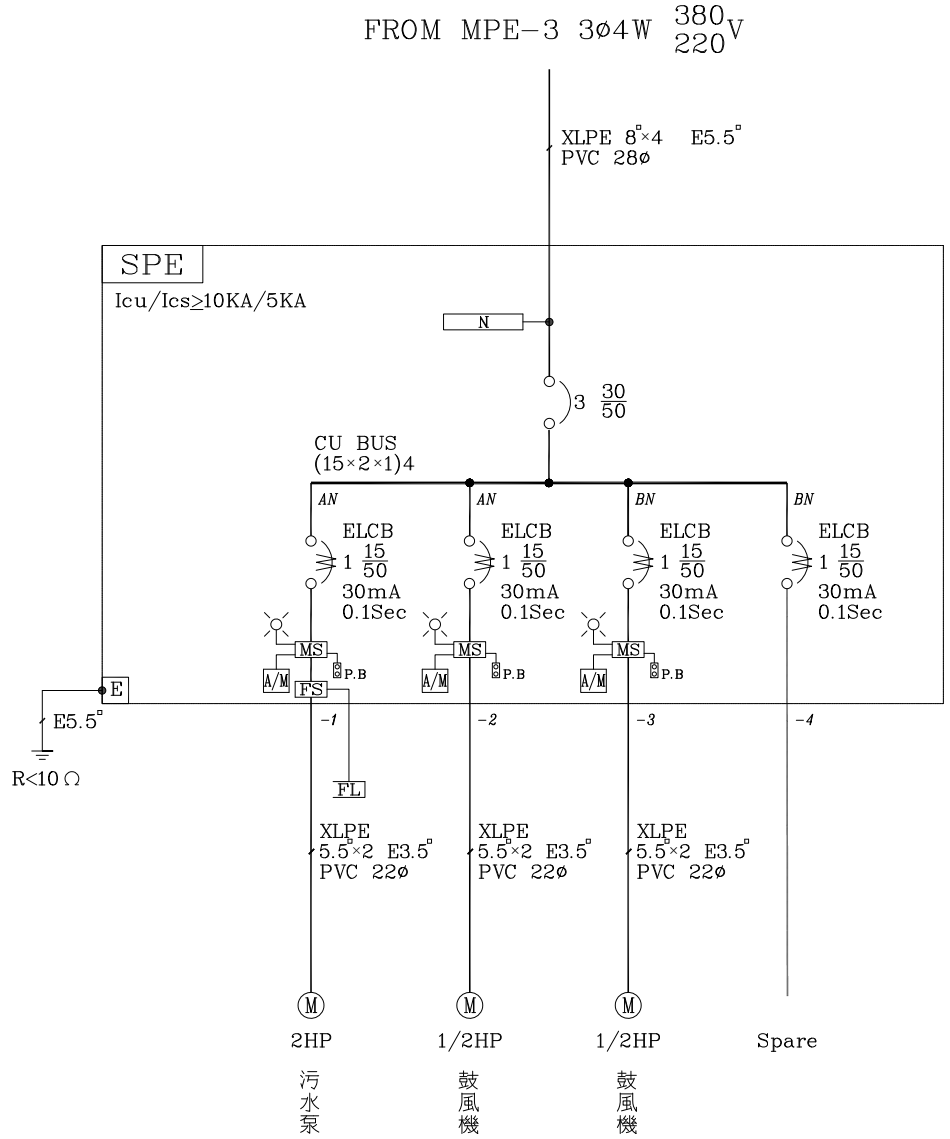 FROM MPE-3 3ø4W 380/220V
XLPE 8□×4 E5.5□
PVC 28ø
SPE
Icu/Ics≥10KA/5KA
N
3 30/50
CU BUS
(15×2×1)4
AN
AN
BN
BN
ELCB
1 15/50
30mA
0.1Sec
ELCB
1 15/50
30mA
0.1Sec
ELCB
1 15/50
30mA
0.1Sec
ELCB
1 15/50
30mA
0.1Sec
MS
A/M
P.B
FS
MS
A/M
P.B
MS
A/M
P.B
E
E5.5□
R<10Ω
-1
-2
-3
-4
FL
XLPE
5.5□×2 E3.5□
PVC 22ø
XLPE
5.5□×2 E3.5□
PVC 22ø
XLPE
5.5□×2 E3.5□
PVC 22ø
M
M
M
2HP
1/2HP
1/2HP
Spare
污水泵
鼓風機
鼓風機